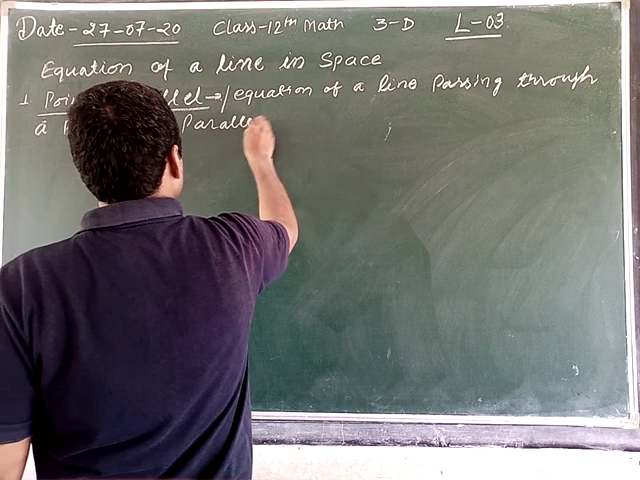 Date - 27-07-20 Class-12th Math 3-D L-03
Equation of a line in Space
1. Poin llel → / equation of a line Passing through
a Paralle